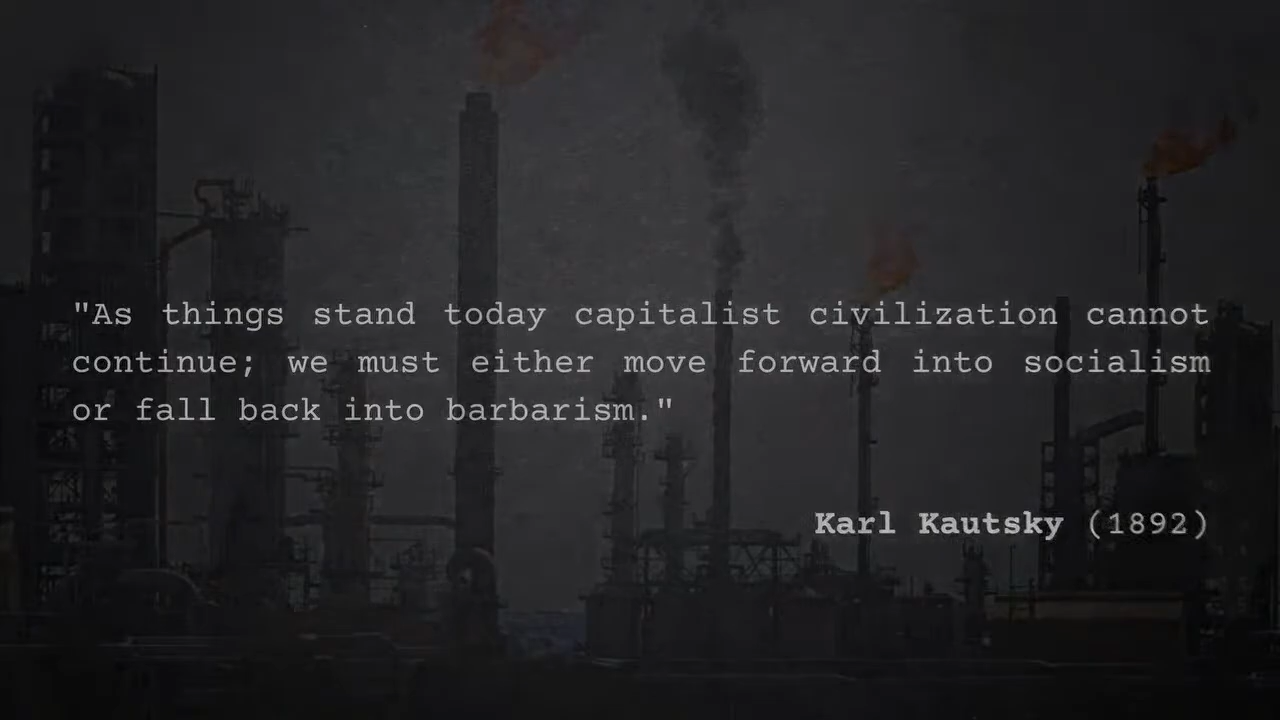 "As things stand today capitalist civilization cannot
continue; we must either move forward into socialism
or fall back into barbarism."
Karl Kautsky (1892)